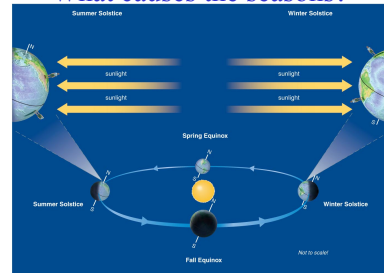 What causes the seasons?
Summer Solstice
Winter Solstice
N
N
sunlight
sunlight
sunlight
sunlight
S
S
Spring Equinox
N
N
N
S
Summer Solstice
S
S
Winter Solstice
N
S
Fall Equinox
Not to scale!